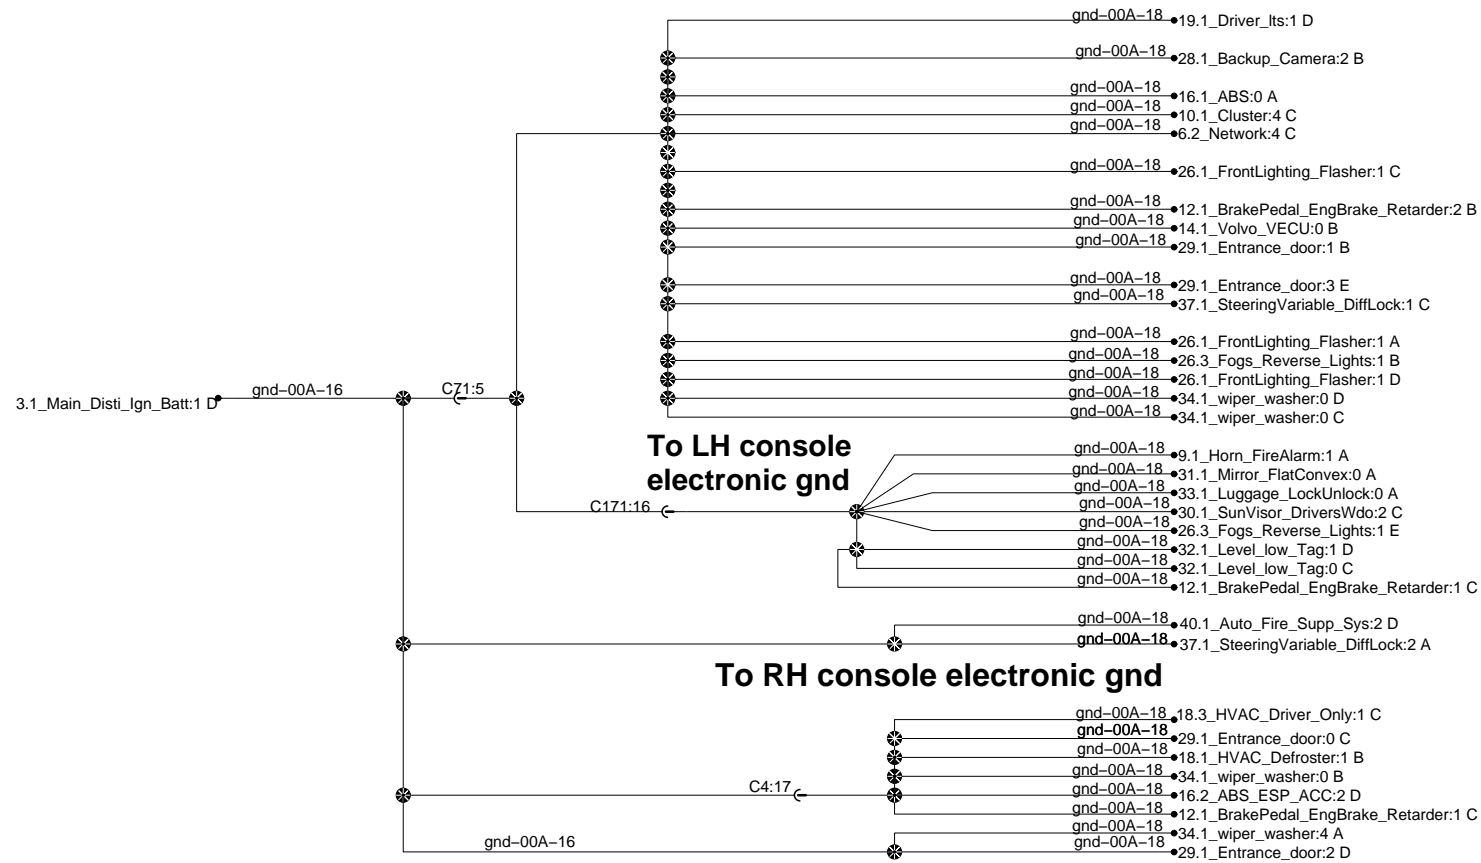 gnd–00A–18 19.1_Driver_lts:1 D
gnd–00A–18 28.1_Backup_Camera:2 B
gnd–00A–18 16.1_ABS:0 A
gnd–00A–18 10.1_Cluster:4 C
gnd–00A–18 6.2_Network:4 C
gnd–00A–18 26.1_FrontLighting_Flasher:1 C
gnd–00A–18 12.1_BrakePedal_EngBrake_Retarder:2 B
gnd–00A–18 14.1_Volvo_VECU:0 B
gnd–00A–18 29.1_Entrance_door:1 B
gnd–00A–18 29.1_Entrance_door:3 E
gnd–00A–18 37.1_SteeringVariable_DiffLock:1 C
gnd–00A–18 26.1_FrontLighting_Flasher:1 A
gnd–00A–18 26.3_Fogs_Reverse_Lights:1 B
gnd–00A–18 26.1_FrontLighting_Flasher:1 D
3.1_Main_Disti_Ign_Batt:1 D gnd–00A–16 C71:5 gnd–00A–18 34.1_wiper_washer:0 D
gnd–00A–18 34.1_wiper_washer:0 C
To LH console
electronic gnd
gnd–00A–18 9.1_Horn_FireAlarm:1 A
gnd–00A–18 31.1_Mirror_FlatConvex:0 A
gnd–00A–18 33.1_Luggage_LockUnlock:0 A
C171:16 gnd–00A–18 30.1_SunVisor_DriversWdo:2 C
gnd–00A–18 26.3_Fogs_Reverse_Lights:1 E
gnd–00A–18 32.1_Level_low_Tag:1 D
gnd–00A–18 32.1_Level_low_Tag:0 C
gnd–00A–18 12.1_BrakePedal_EngBrake_Retarder:1 C
gnd–00A–18 40.1_Auto_Fire_Supp_Sys:2 D
gnd–00A–18 37.1_SteeringVariable_DiffLock:2 A
To RH console electronic gnd
gnd–00A–18 18.3_HVAC_Driver_Only:1 C
gnd–00A–18 29.1_Entrance_door:0 C
gnd–00A–18 18.1_HVAC_Defroster:1 B
gnd–00A–18 34.1_wiper_washer:0 B
C4:17 gnd–00A–18 16.2_ABS_ESP_ACC:2 D
gnd–00A–18 12.1_BrakePedal_EngBrake_Retarder:1 C
gnd–00A–18 34.1_wiper_washer:4 A
gnd–00A–16 gnd–00A–18 29.1_Entrance_door:2 D